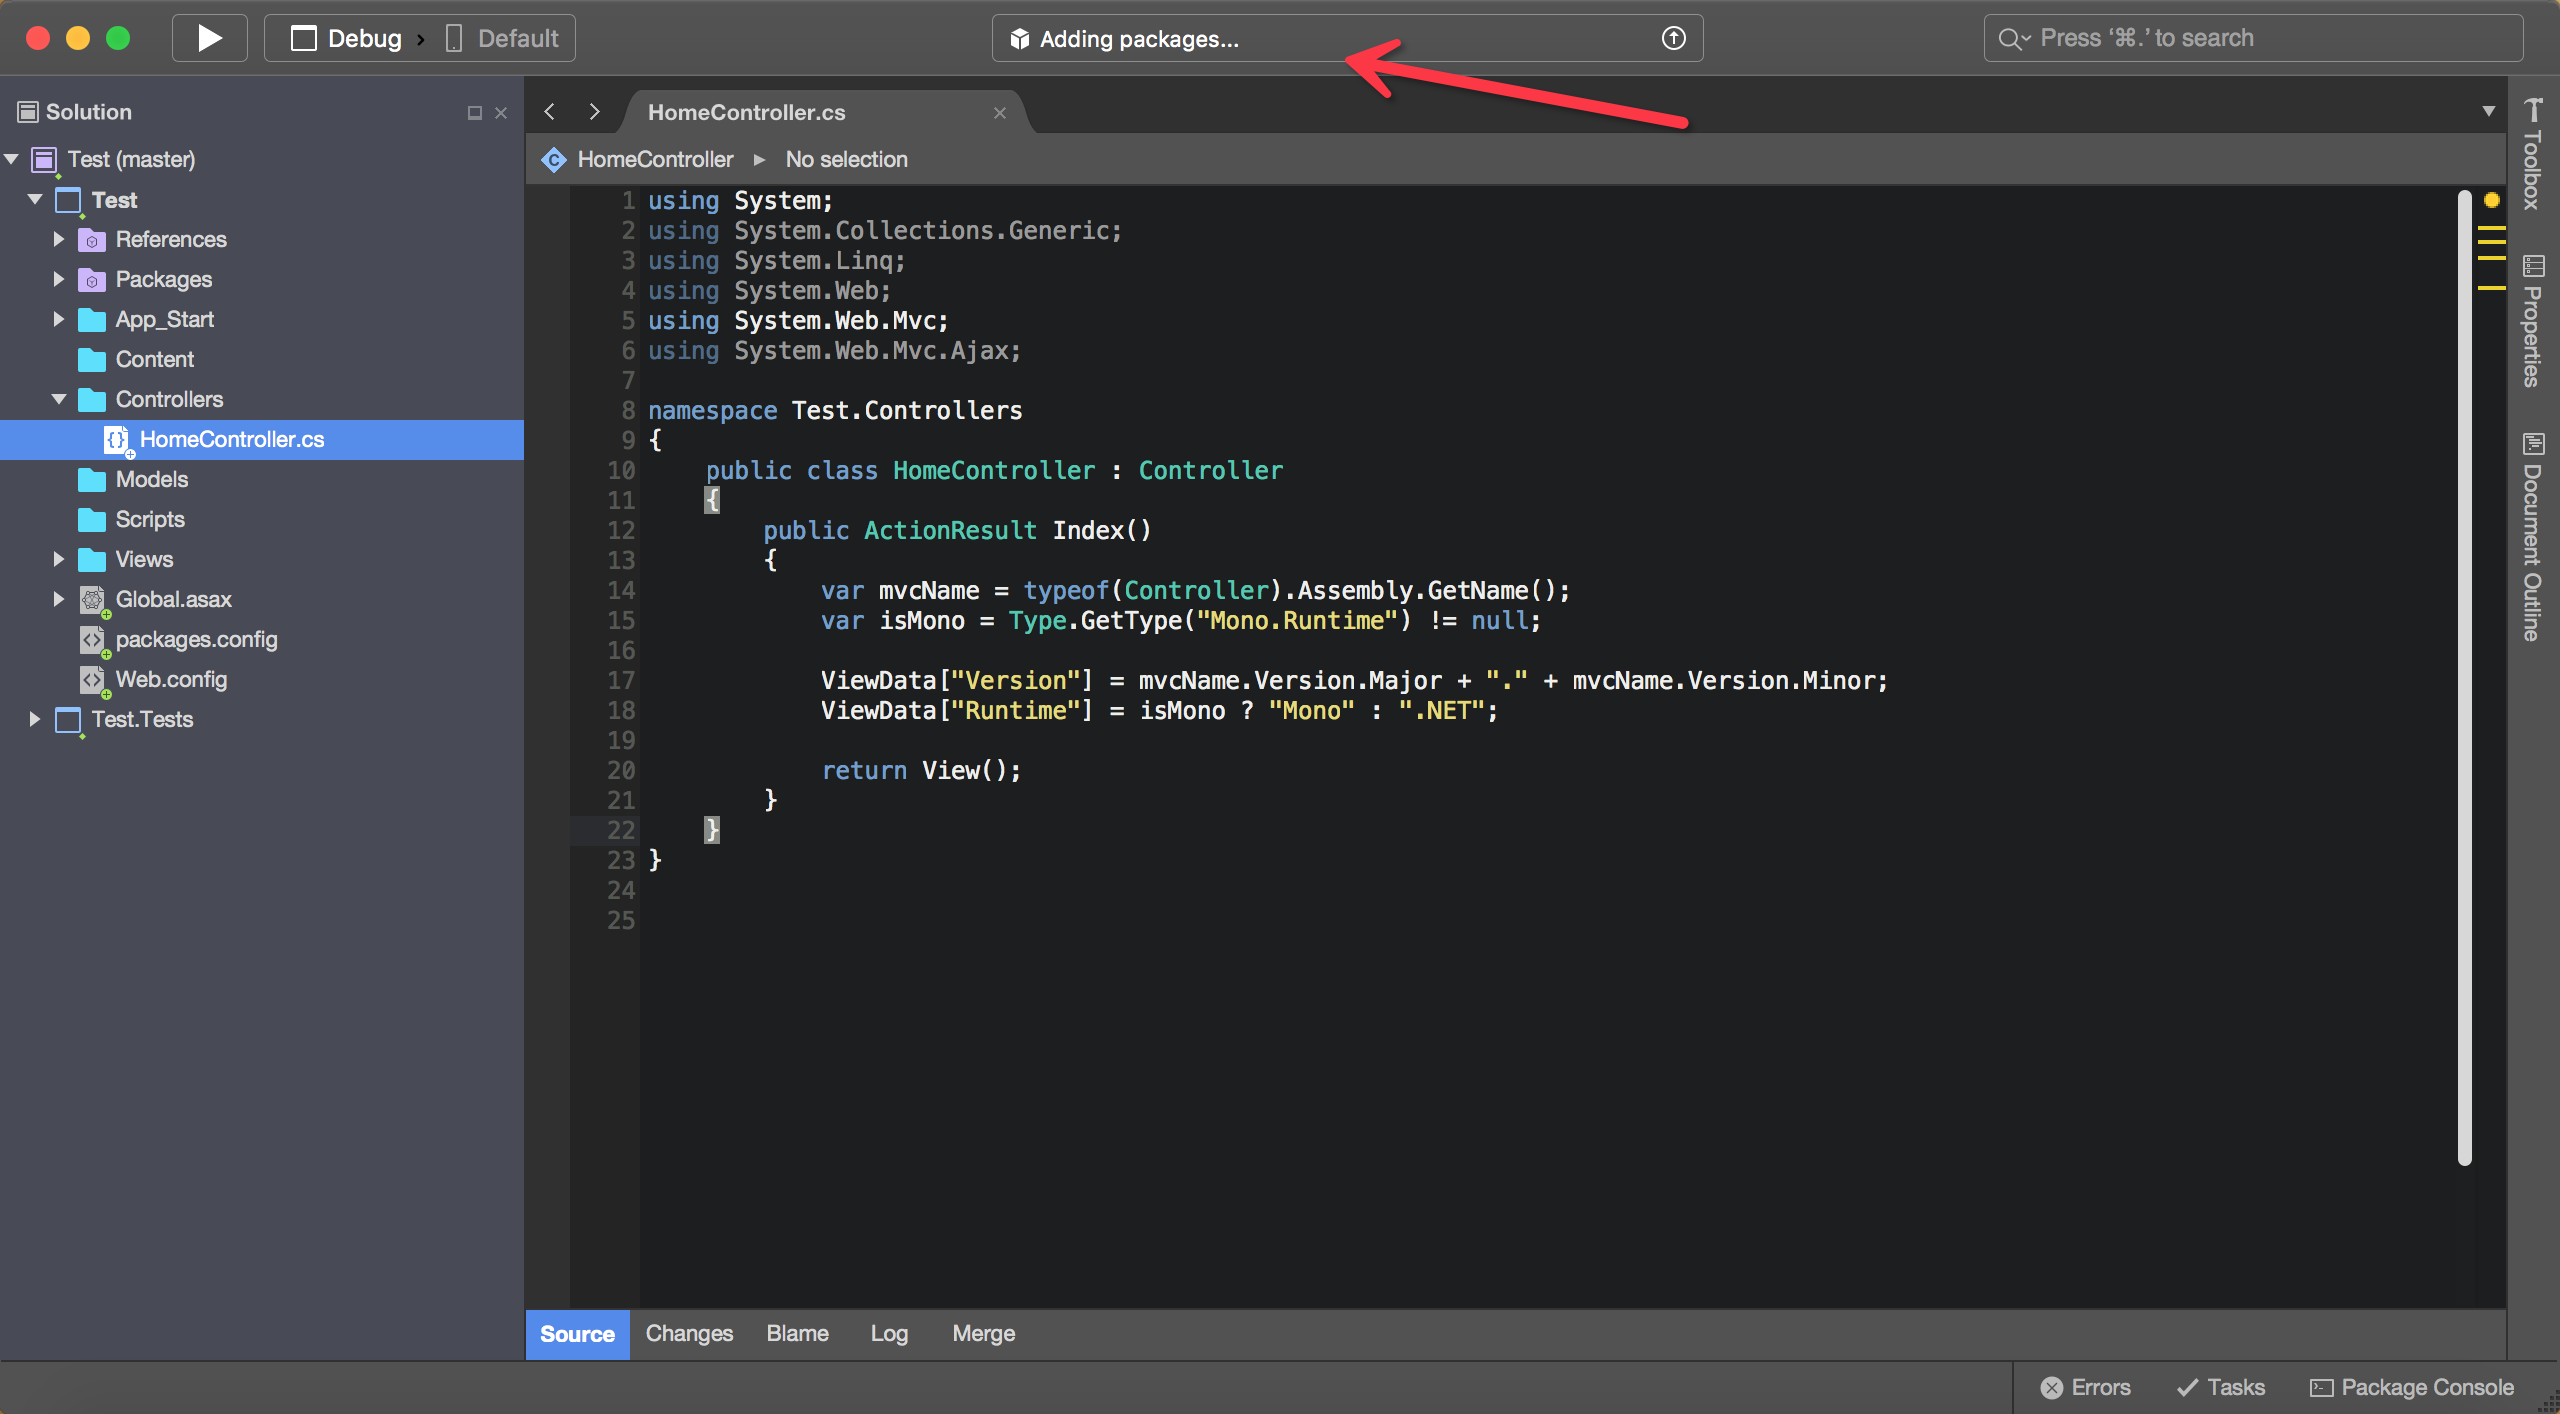 Debug › Default
Adding packages...
Press ‘⌘.’ to search
Solution
Test (master)
Test
References
Packages
App_Start
Content
Controllers
HomeController.cs
Models
Scripts
Views
Global.asax
packages.config
Web.config
Test.Tests
HomeController.cs
HomeController ▸ No selection
1 using System;
2 using System.Collections.Generic;
3 using System.Linq;
4 using System.Web;
5 using System.Web.Mvc;
6 using System.Web.Mvc.Ajax;
7
8 namespace Test.Controllers
9 {
10     public class HomeController : Controller
11     {
12         public ActionResult Index()
13         {
14             var mvcName = typeof(Controller).Assembly.GetName();
15             var isMono = Type.GetType("Mono.Runtime") != null;
16
17             ViewData["Version"] = mvcName.Version.Major + "." + mvcName.Version.Minor;
18             ViewData["Runtime"] = isMono ? "Mono" : ".NET";
19
20             return View();
21         }
22     }
23 }
24
25
Toolbox
Properties
Document Outline
Source Changes Blame Log Merge
Errors Tasks Package Console